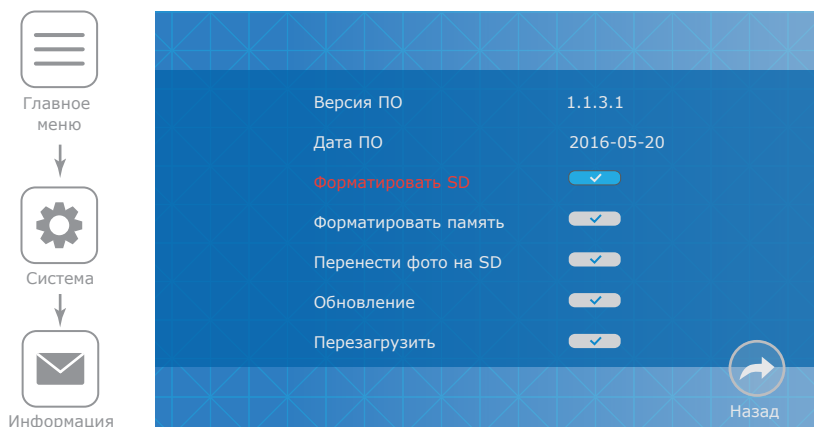 Главное
меню
Система
Информация
Версия ПО 1.1.3.1
Дата ПО 2016-05-20
Форматировать SD
Форматировать память
Перенести фото на SD
Обновление
Перезагрузить
Назад